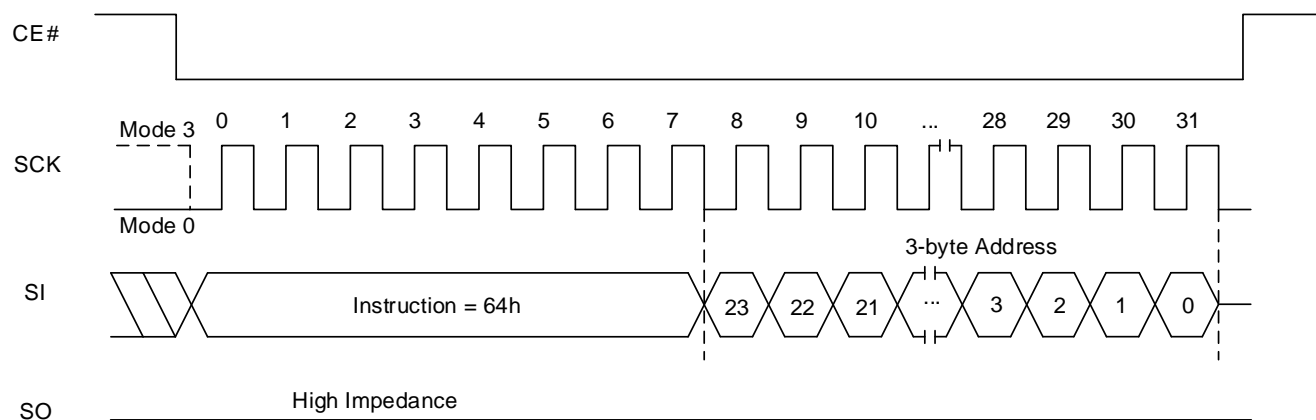 CE#
Mode 3
0 1 2 3 4 5 6 7 8 9 10 ... 28 29 30 31
SCK
Mode 0
3-byte Address
SI
Instruction = 64h
23 22 21 ... 3 2 1 0
High Impedance
SO